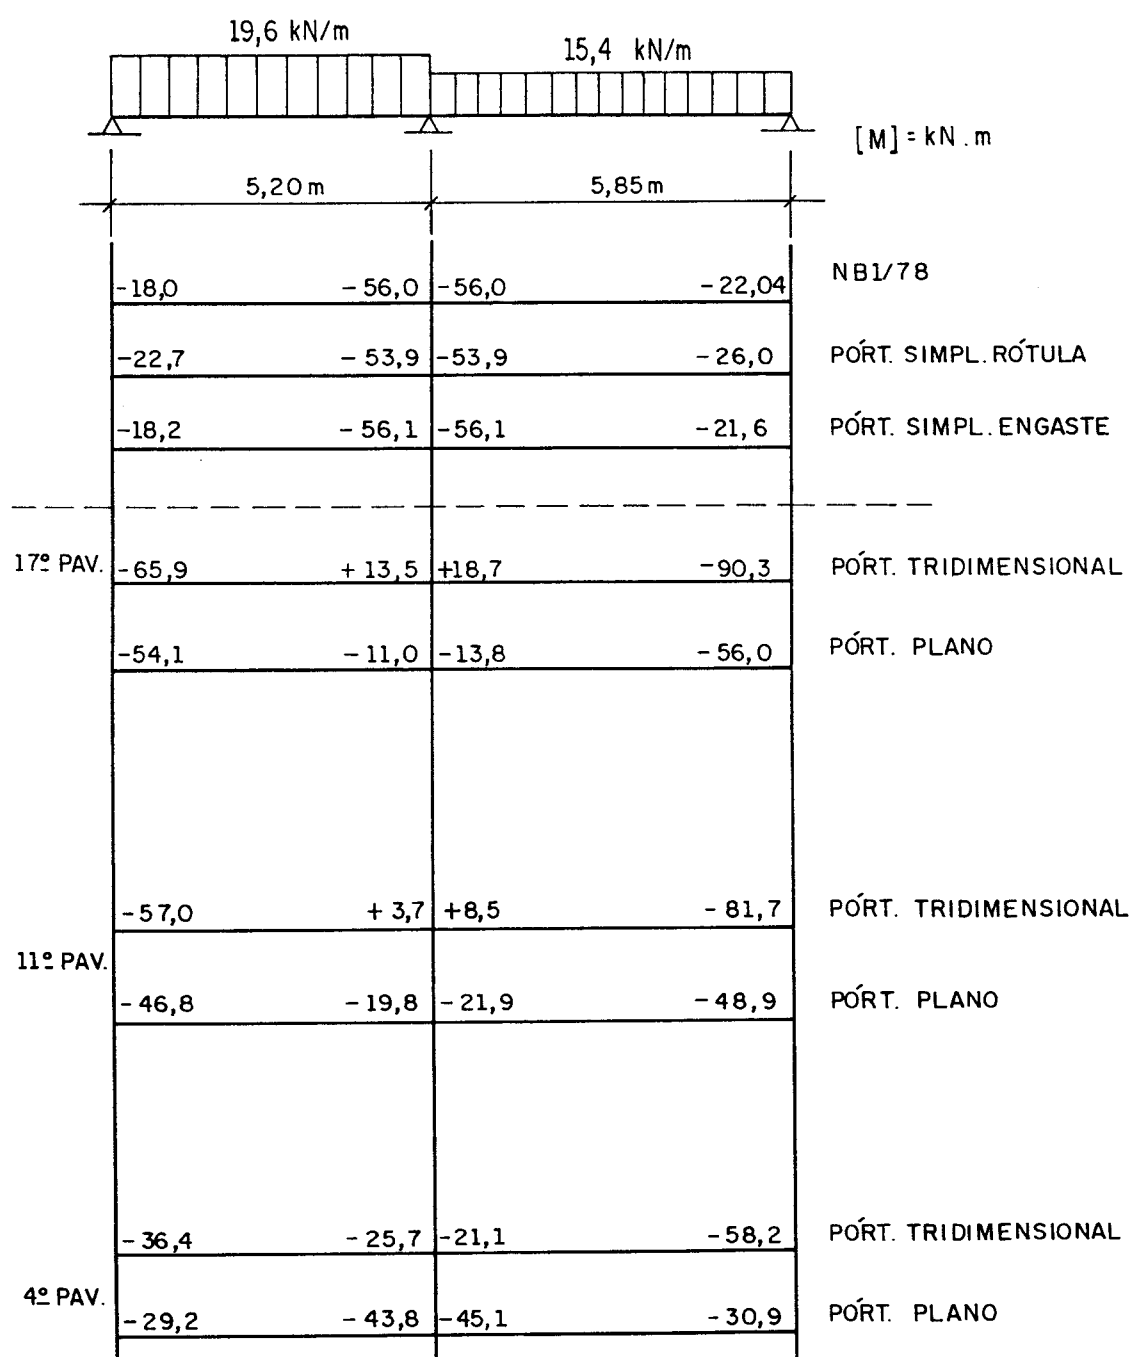 19,6 kN/m
15,4 kN/m
[M] = kN . m
5,20 m 5,85 m
-18,0 - 56,0 -56,0 - 22,04 NB1/78
-22,7 - 53,9 -53,9 - 26,0 PÓRT. SIMPL. RÓTULA
-18,2 - 56,1 -56,1 - 21,6 PÓRT. SIMPL. ENGASTE
17º PAV. -65,9 + 13,5 +18,7 -90,3 PÓRT. TRIDIMENSIONAL
-54,1 - 11,0 -13,8 - 56,0 PÓRT. PLANO
-57,0 + 3,7 +8,5 - 81,7 PÓRT. TRIDIMENSIONAL
11º PAV.
-46,8 -19,8 -21,9 -48,9 PÓRT. PLANO
-36,4 - 25,7 -21,1 -58,2 PÓRT. TRIDIMENSIONAL
4º PAV.
-29,2 - 43,8 -45,1 -30,9 PÓRT. PLANO